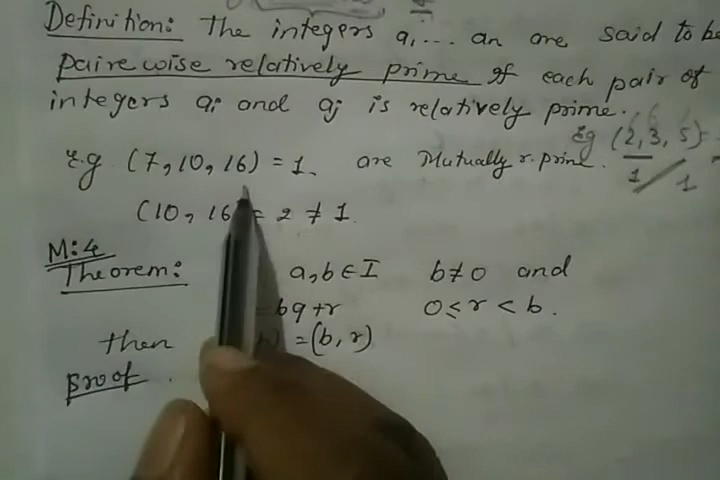 Definition: The integers a, ... an are said to be
pairewise relatively prime if each pair of
integers ai and aj is relatively prime.
Eg (2,3,5) =
1 1
E.g (7,10,16) = 1. are Mutually r.prime.
(10, 16 = 2 ≠ 1.
M:4
Theorem: a,b ∈ I b≠0 and
= bq+r 0 ≤ r < b.
then ) = (b, r)
Proof.